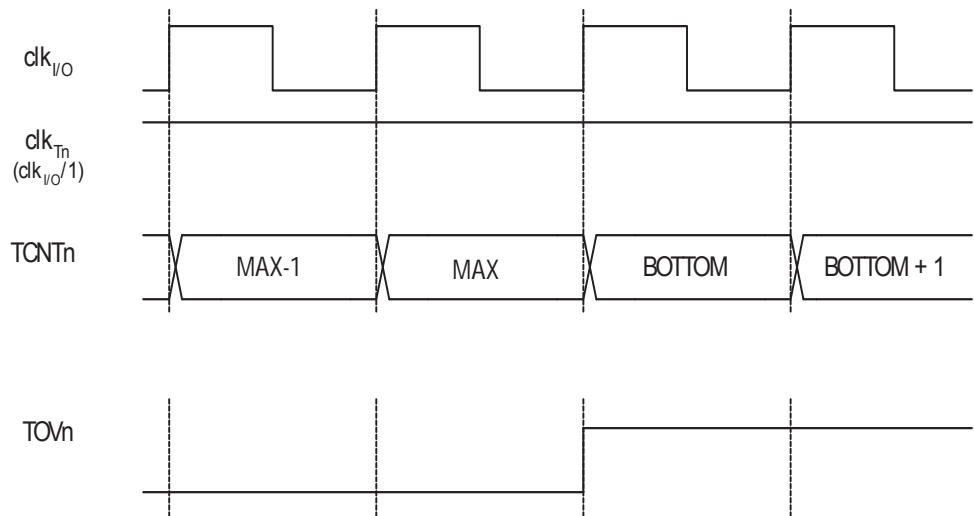 clkI/O
clkTn
(clkI/O/1)
TCNTn
MAX-1
MAX
BOTTOM
BOTTOM + 1
TOVn